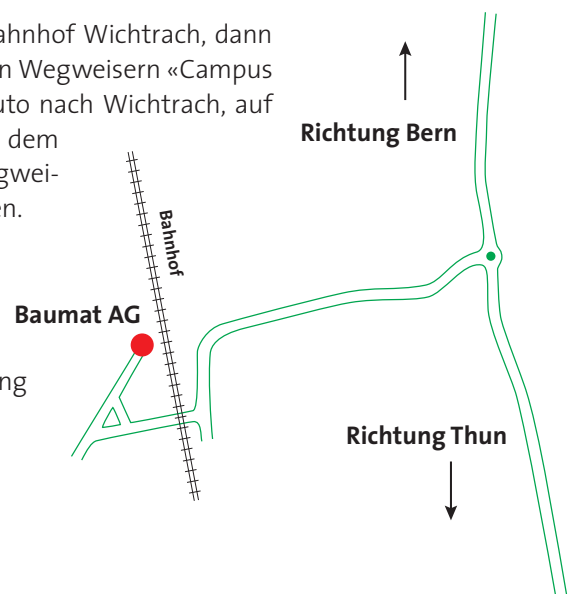 ahnhof Wichtrach, dann
n Wegweisern «Campus
uto nach Wichtrach, auf
dem
gwei-
en.
Richtung Bern
Bahnhof
Baumat AG
ng
Richtung Thun